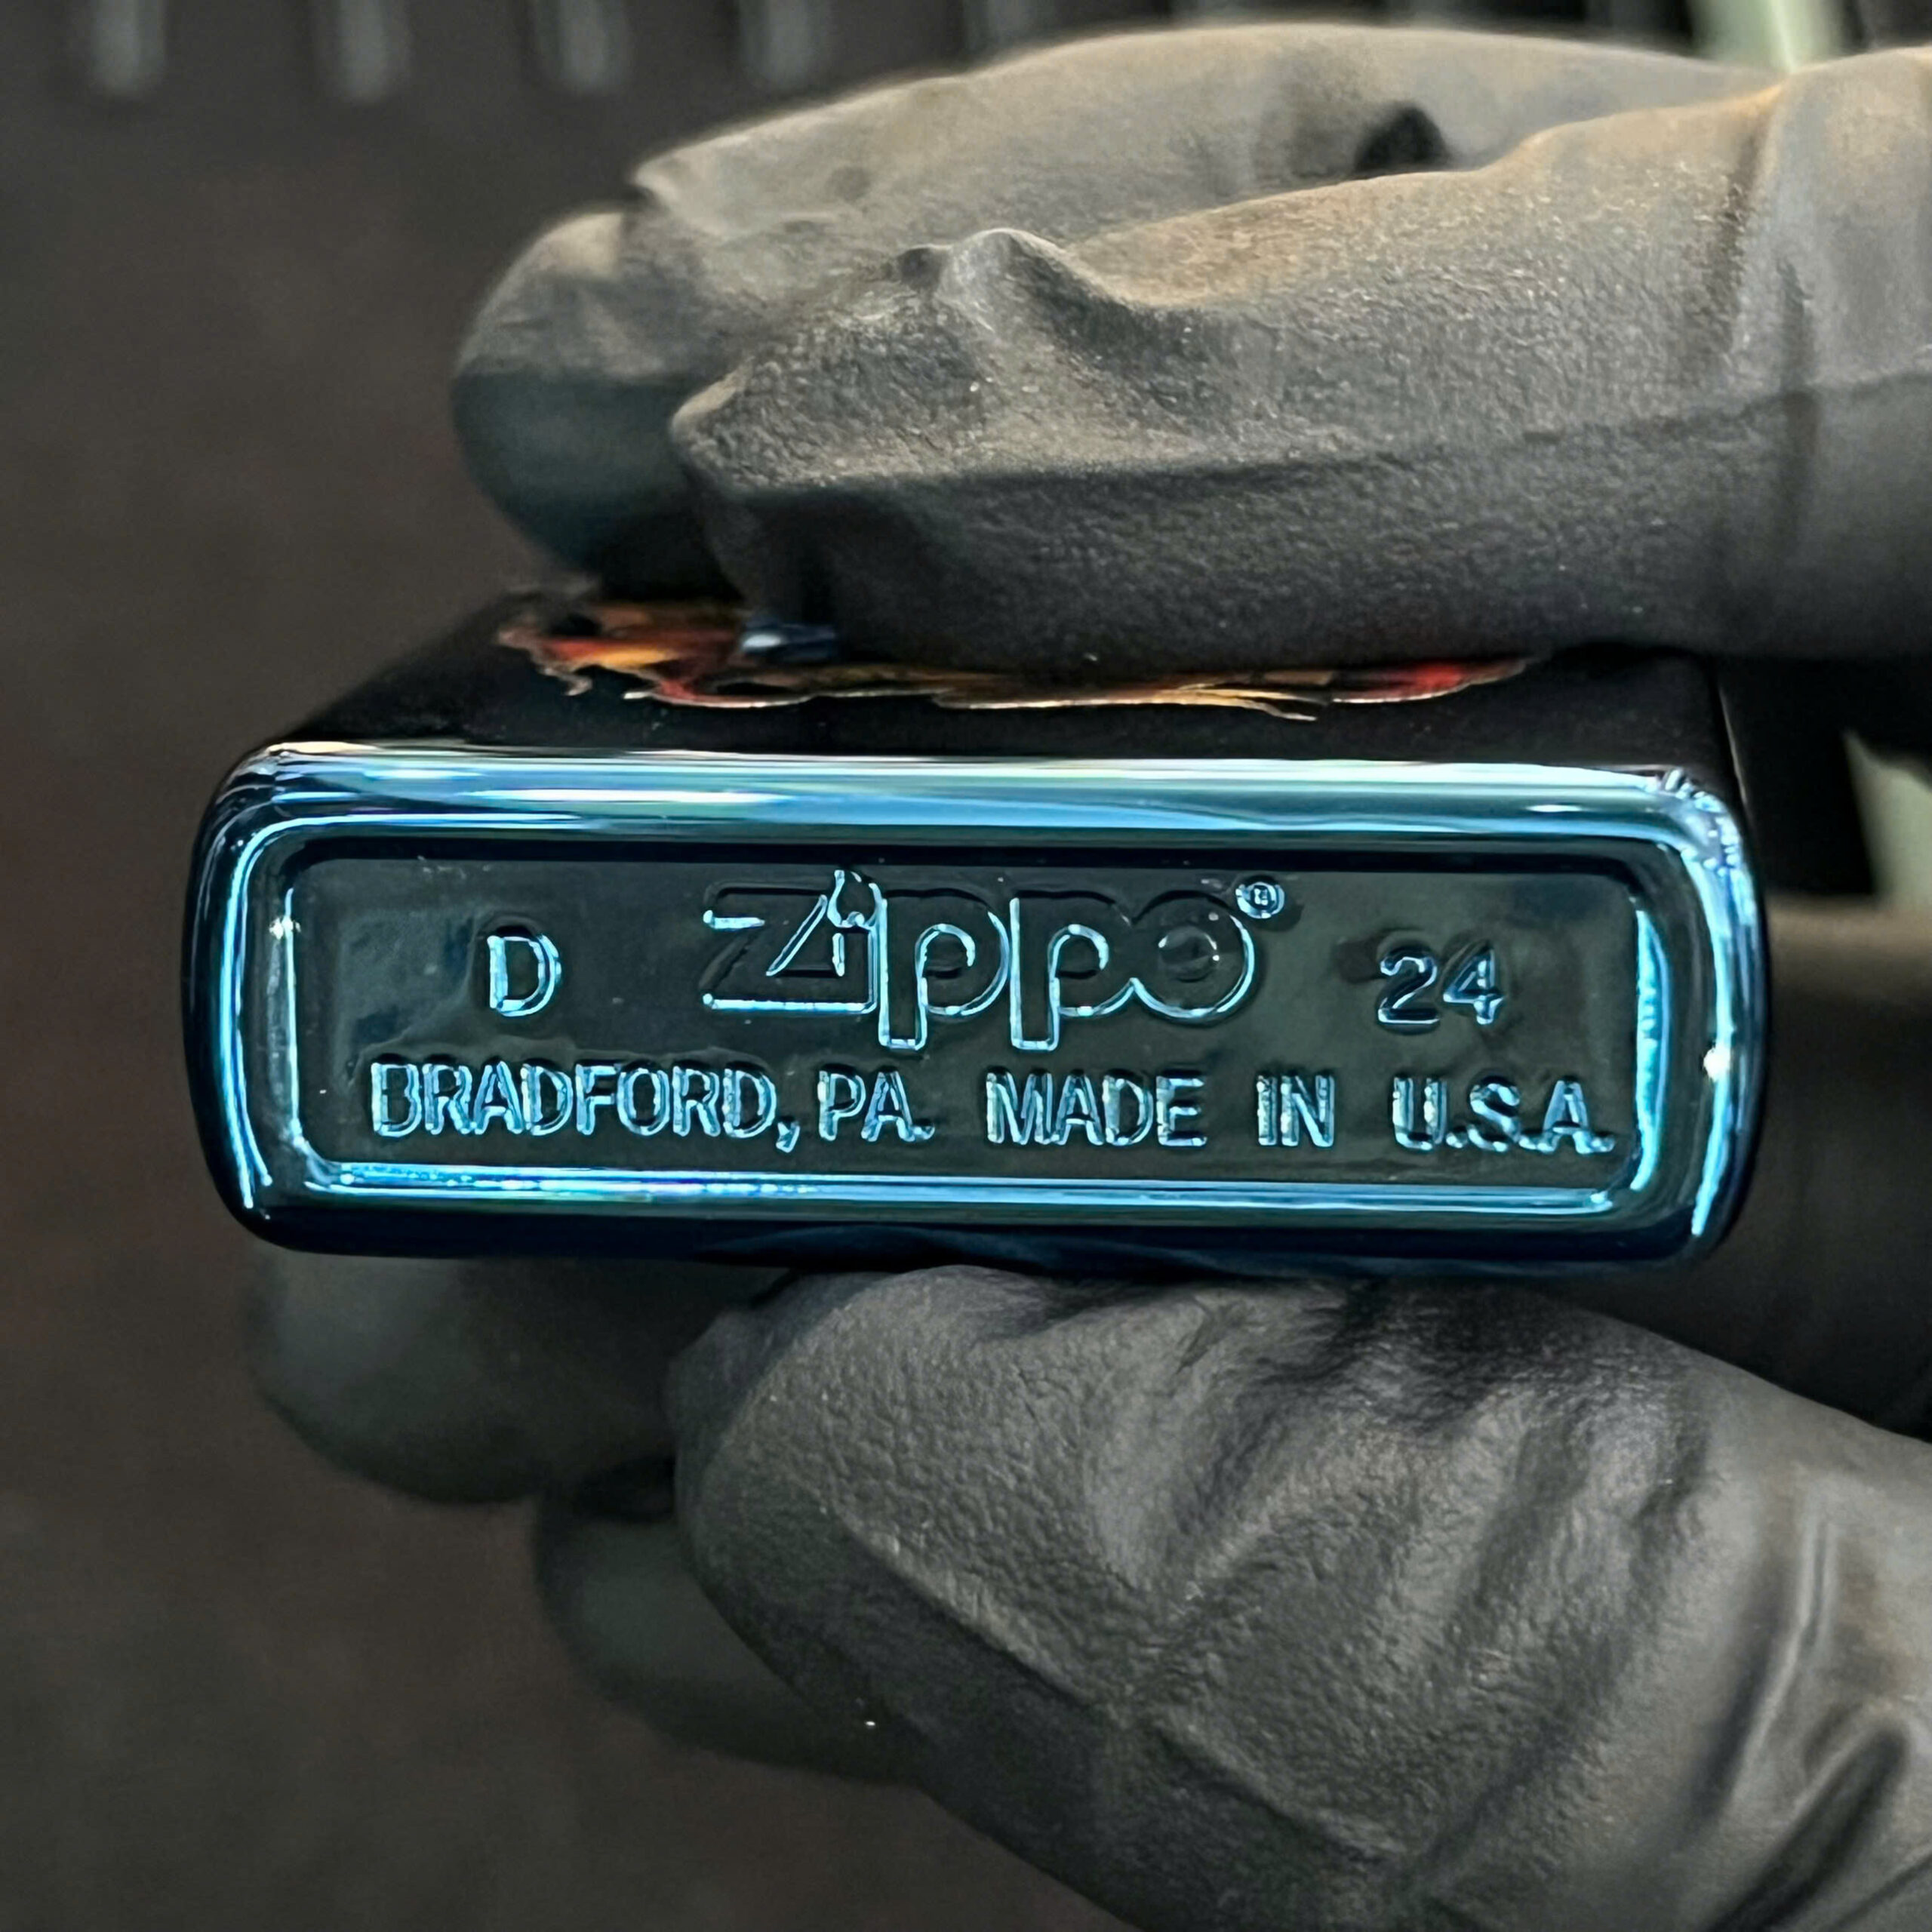 D Zippo® 24
BRADFORD, PA. MADE IN U.S.A.